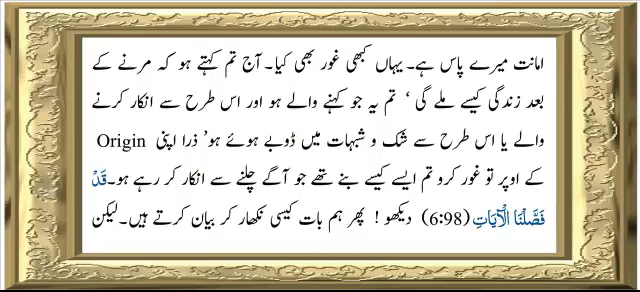 امانت میرے پاس ہے۔ یہاں کبھی غور بھی کیا۔ آج تم کہتے ہو کہ مرنے کے
بعد زندگی کیسے ملے گی ‘ تم یہ جو کہنے والے ہو اور اس طرح سے انکار کرنے
والے یا اس طرح سے شک و شبہات میں ڈوبے ہوئے ہو’ ذرا اپنی Origin
کے اوپر تو غور کرو تم ایسے کیسے بنے تھے جو آگے چلنے سے انکار کر رہے ہو۔ قَدْ
فَصَّلْنَا الْآيَاتِ (6:98) دیکھو ! پھر ہم بات کیسی نکھار کر بیان کرتے ہیں۔ لیکن